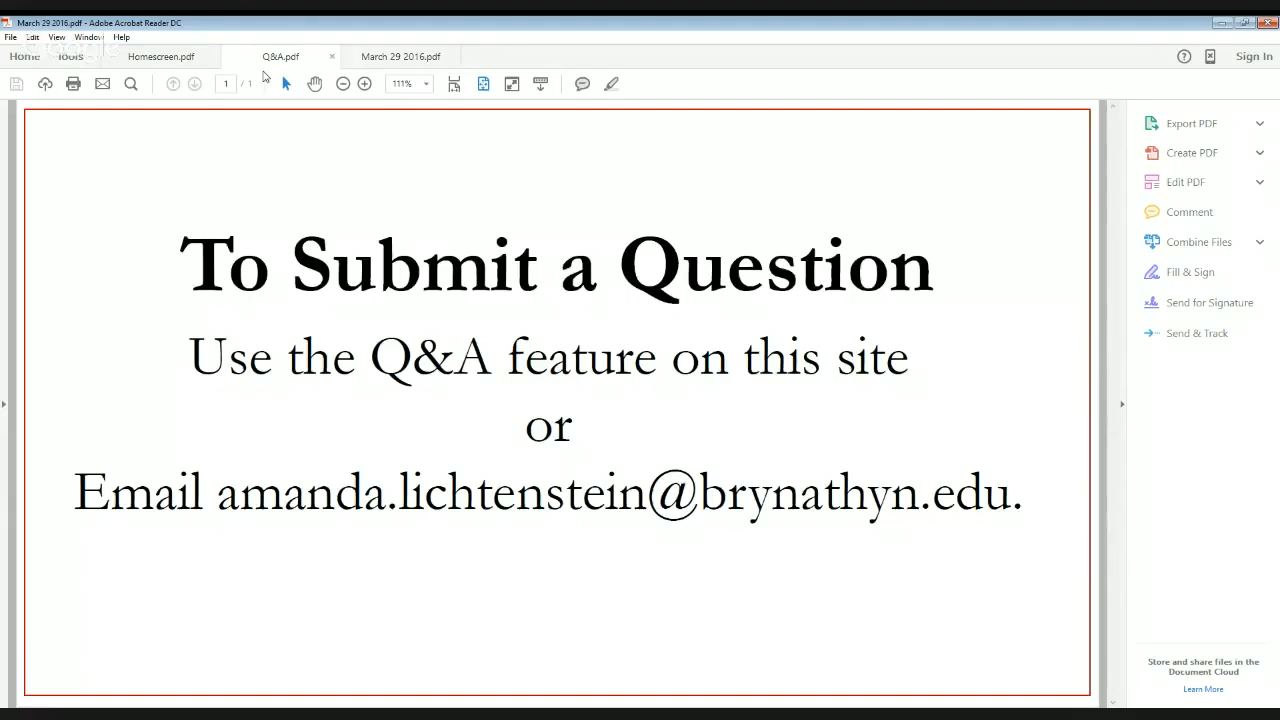 March 29 2016.pdf - Adobe Acrobat Reader DC
File Edit View Window Help
Google
Home Tools Homescreen.pdf Q&A.pdf × March 29 2016.pdf Sign In
1 / 1 111%
To Submit a Question
Use the Q&A feature on this site
or
Email amanda.lichtenstein@brynathyn.edu.
Export PDF
Create PDF
Edit PDF
Comment
Combine Files
Fill & Sign
Send for Signature
Send & Track
Store and share files in the
Document Cloud
Learn More